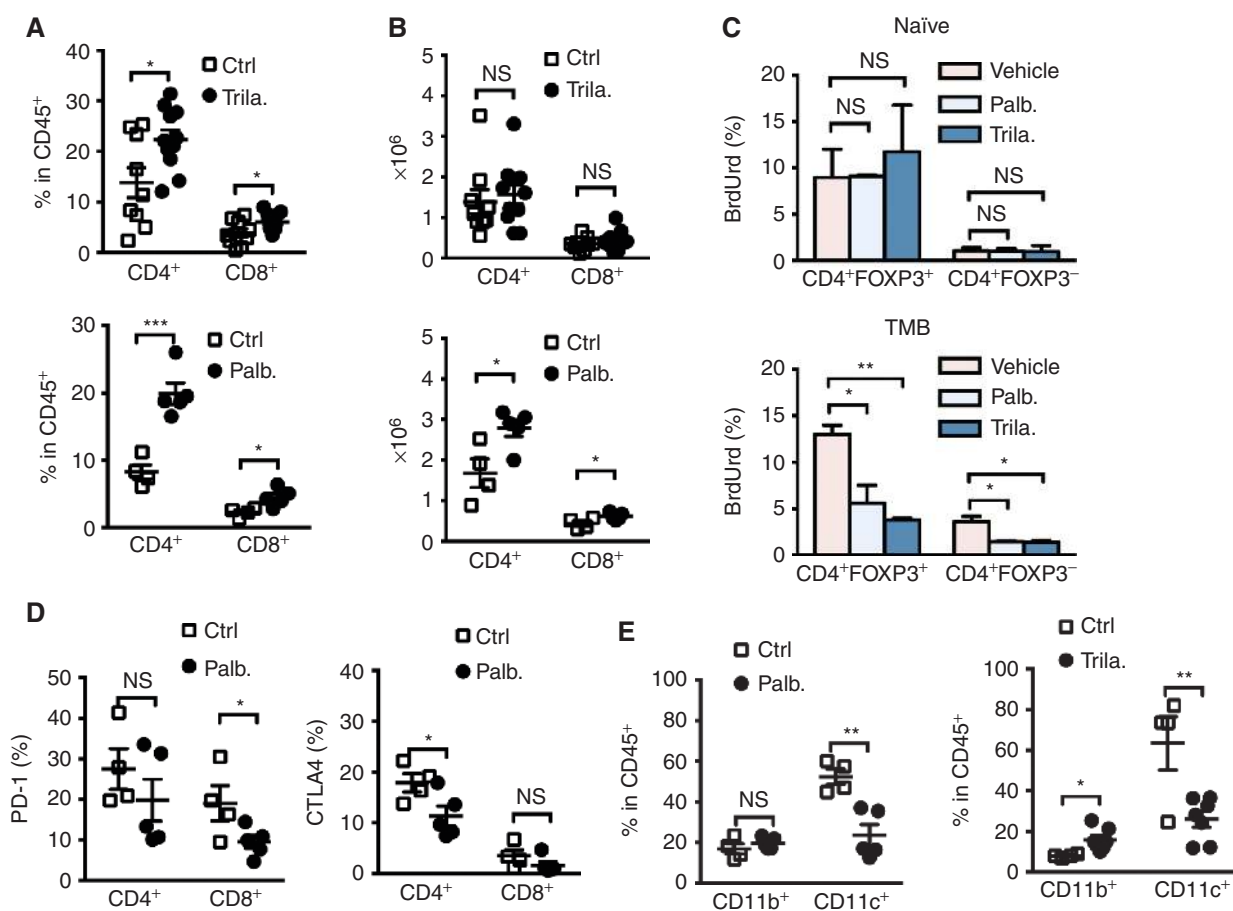 A
Ctrl
Trila.
*
*
% in CD45⁺
40
30
20
10
0
CD4⁺ CD8⁺
Ctrl
Palb.
***
*
% in CD45⁺
30
20
10
0
CD4⁺ CD8⁺
B
Ctrl
Trila.
NS
NS
×10⁶
5
4
3
2
1
0
CD4⁺ CD8⁺
Ctrl
Palb.
*
*
×10⁶
5
4
3
2
1
0
CD4⁺ CD8⁺
C
Naïve
Vehicle
Palb.
Trila.
NS
NS
NS
NS
BrdUrd (%)
20
15
10
5
0
CD4⁺FOXP3⁺ CD4⁺FOXP3⁻
TMB
Vehicle
Palb.
Trila.
**
*
*
*
BrdUrd (%)
20
15
10
5
0
CD4⁺FOXP3⁺ CD4⁺FOXP3⁻
D
Ctrl
Palb.
NS
*
PD-1 (%)
50
40
30
20
10
0
CD4⁺ CD8⁺
Ctrl
Palb.
*
NS
CTLA4 (%)
40
30
20
10
0
CD4⁺ CD8⁺
E
Ctrl
Palb.
NS
**
% in CD45⁺
100
80
60
40
20
0
CD11b⁺ CD11c⁺
Ctrl
Trila.
*
**
% in CD45⁺
100
80
60
40
20
0
CD11b⁺ CD11c⁺